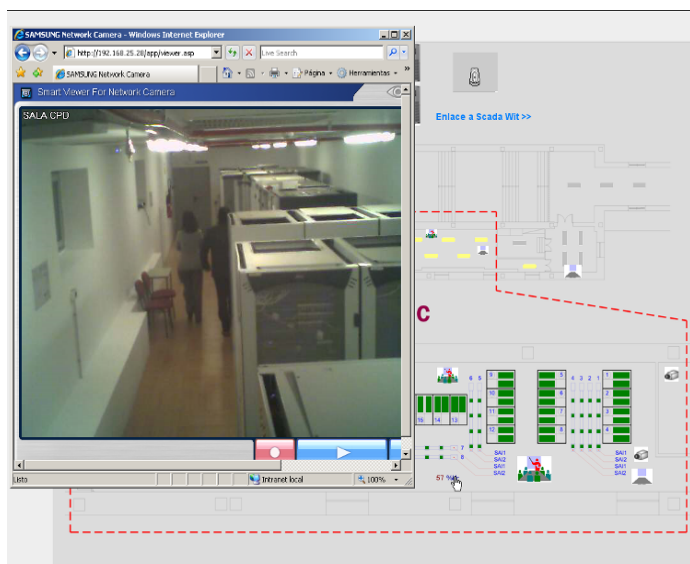 SAMSUNG Network Camera - Windows Internet Explorer
http://192.168.25.28/app/viewer.asp
Live Search
SAMSUNG Network Camera
Página
Herramientas
»
Smart Viewer For Network Camera
SALA CPD
Enlace a Scada Wit >>
C
6 5
9
5
4 3 2 1
1
10
6
2
11
7
3
15 14 13
12
8
4
7
8
SAI1
SAI2
SAI1
SAI2
SAI1
SAI2
SAI1
SAI2
57 %
Listo
Intranet local
100%